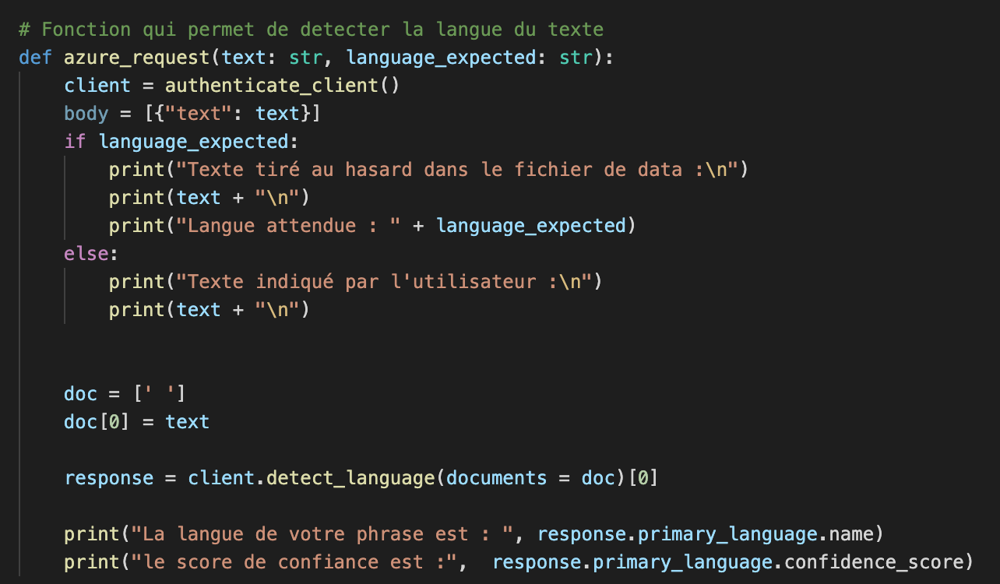 # Fonction qui permet de detecter la langue du texte
def azure_request(text: str, language_expected: str):
    client = authenticate_client()
    body = [{"text": text}]
    if language_expected:
        print("Texte tiré au hasard dans le fichier de data :\n")
        print(text + "\n")
        print("Langue attendue : " + language_expected)
    else:
        print("Texte indiqué par l'utilisateur :\n")
        print(text + "\n")
    doc = [' ']
    doc[0] = text
    response = client.detect_language(documents = doc)[0]
    print("La langue de votre phrase est : ", response.primary_language.name)
    print("le score de confiance est :",  response.primary_language.confidence_score)